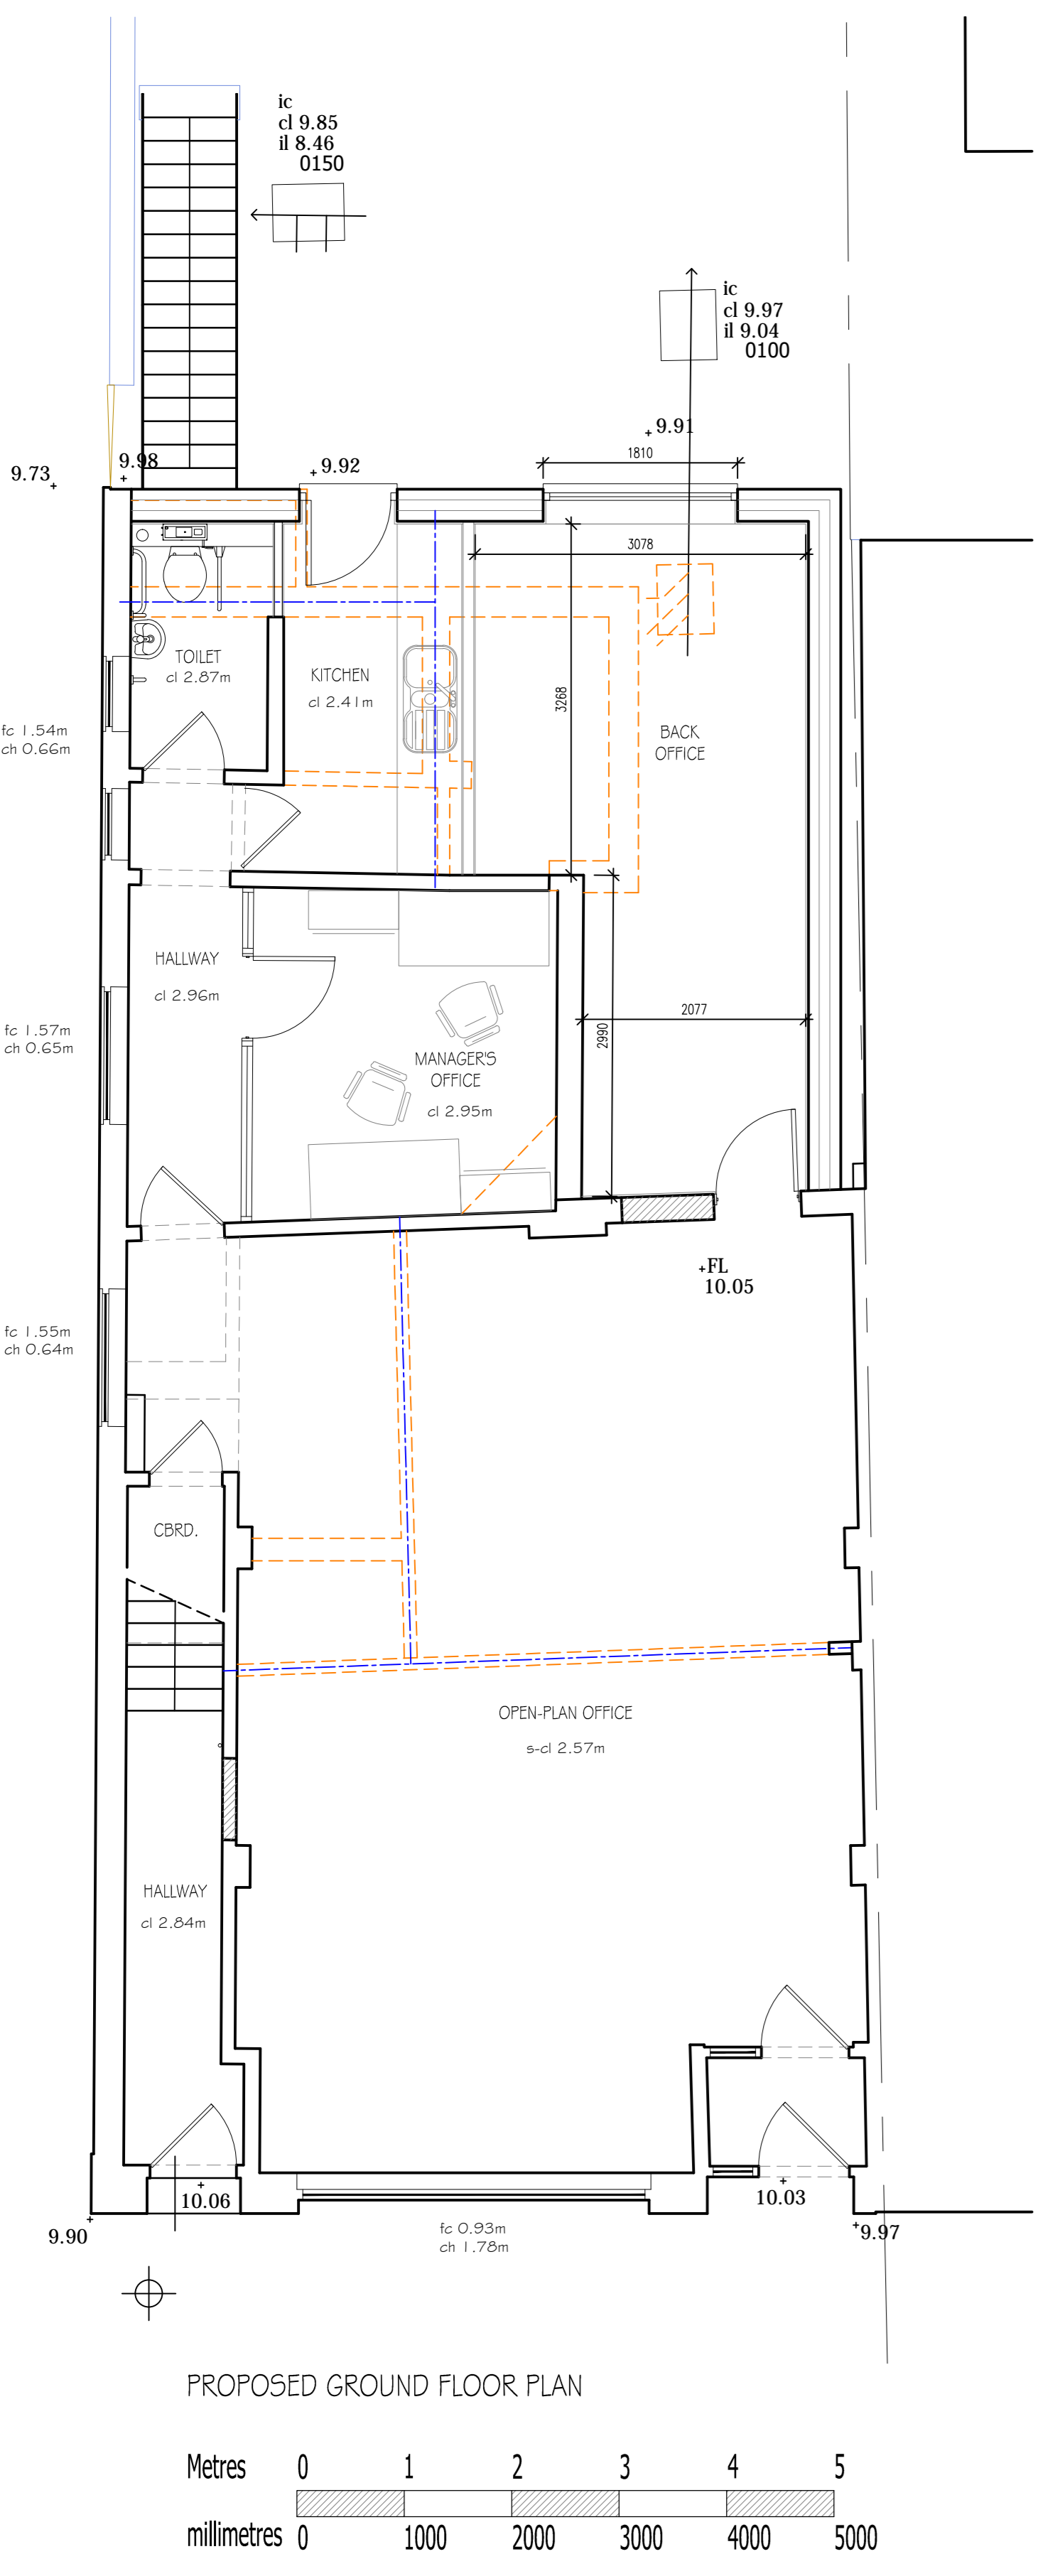 ic
cl 9.85
il 8.46
0150
ic
cl 9.97
il 9.04
0100
9.91
1810
9.73
9.98
9.92
3078
TOILET
cl 2.87m
KITCHEN
cl 2.41m
3268
BACK
OFFICE
fc 1.54m
ch 0.66m
HALLWAY
cl 2.96m
2077
2990
fc 1.57m
ch 0.65m
MANAGER'S
OFFICE
cl 2.95m
FL
10.05
fc 1.55m
ch 0.64m
CBRD.
OPEN-PLAN OFFICE
s-cl 2.57m
HALLWAY
cl 2.84m
10.06
10.03
9.90
fc 0.93m
ch 1.78m
9.97
PROPOSED GROUND FLOOR PLAN
Metres 0 1 2 3 4 5
millimetres 0 1000 2000 3000 4000 5000